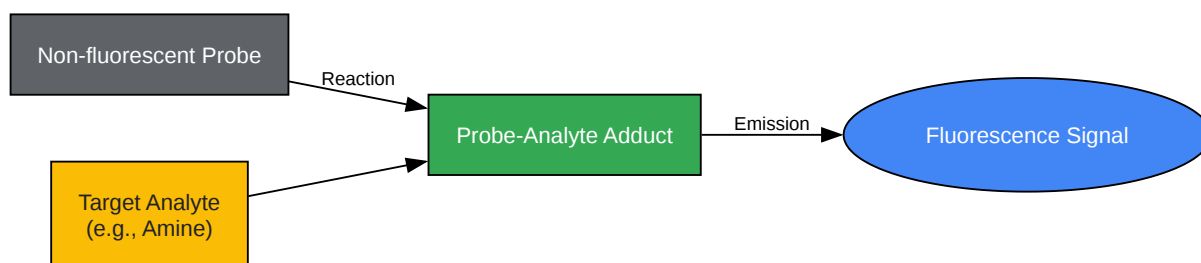 Non-fluorescent Probe
Reaction
Target Analyte
(e.g., Amine)
Probe-Analyte Adduct
Emission
Fluorescence Signal